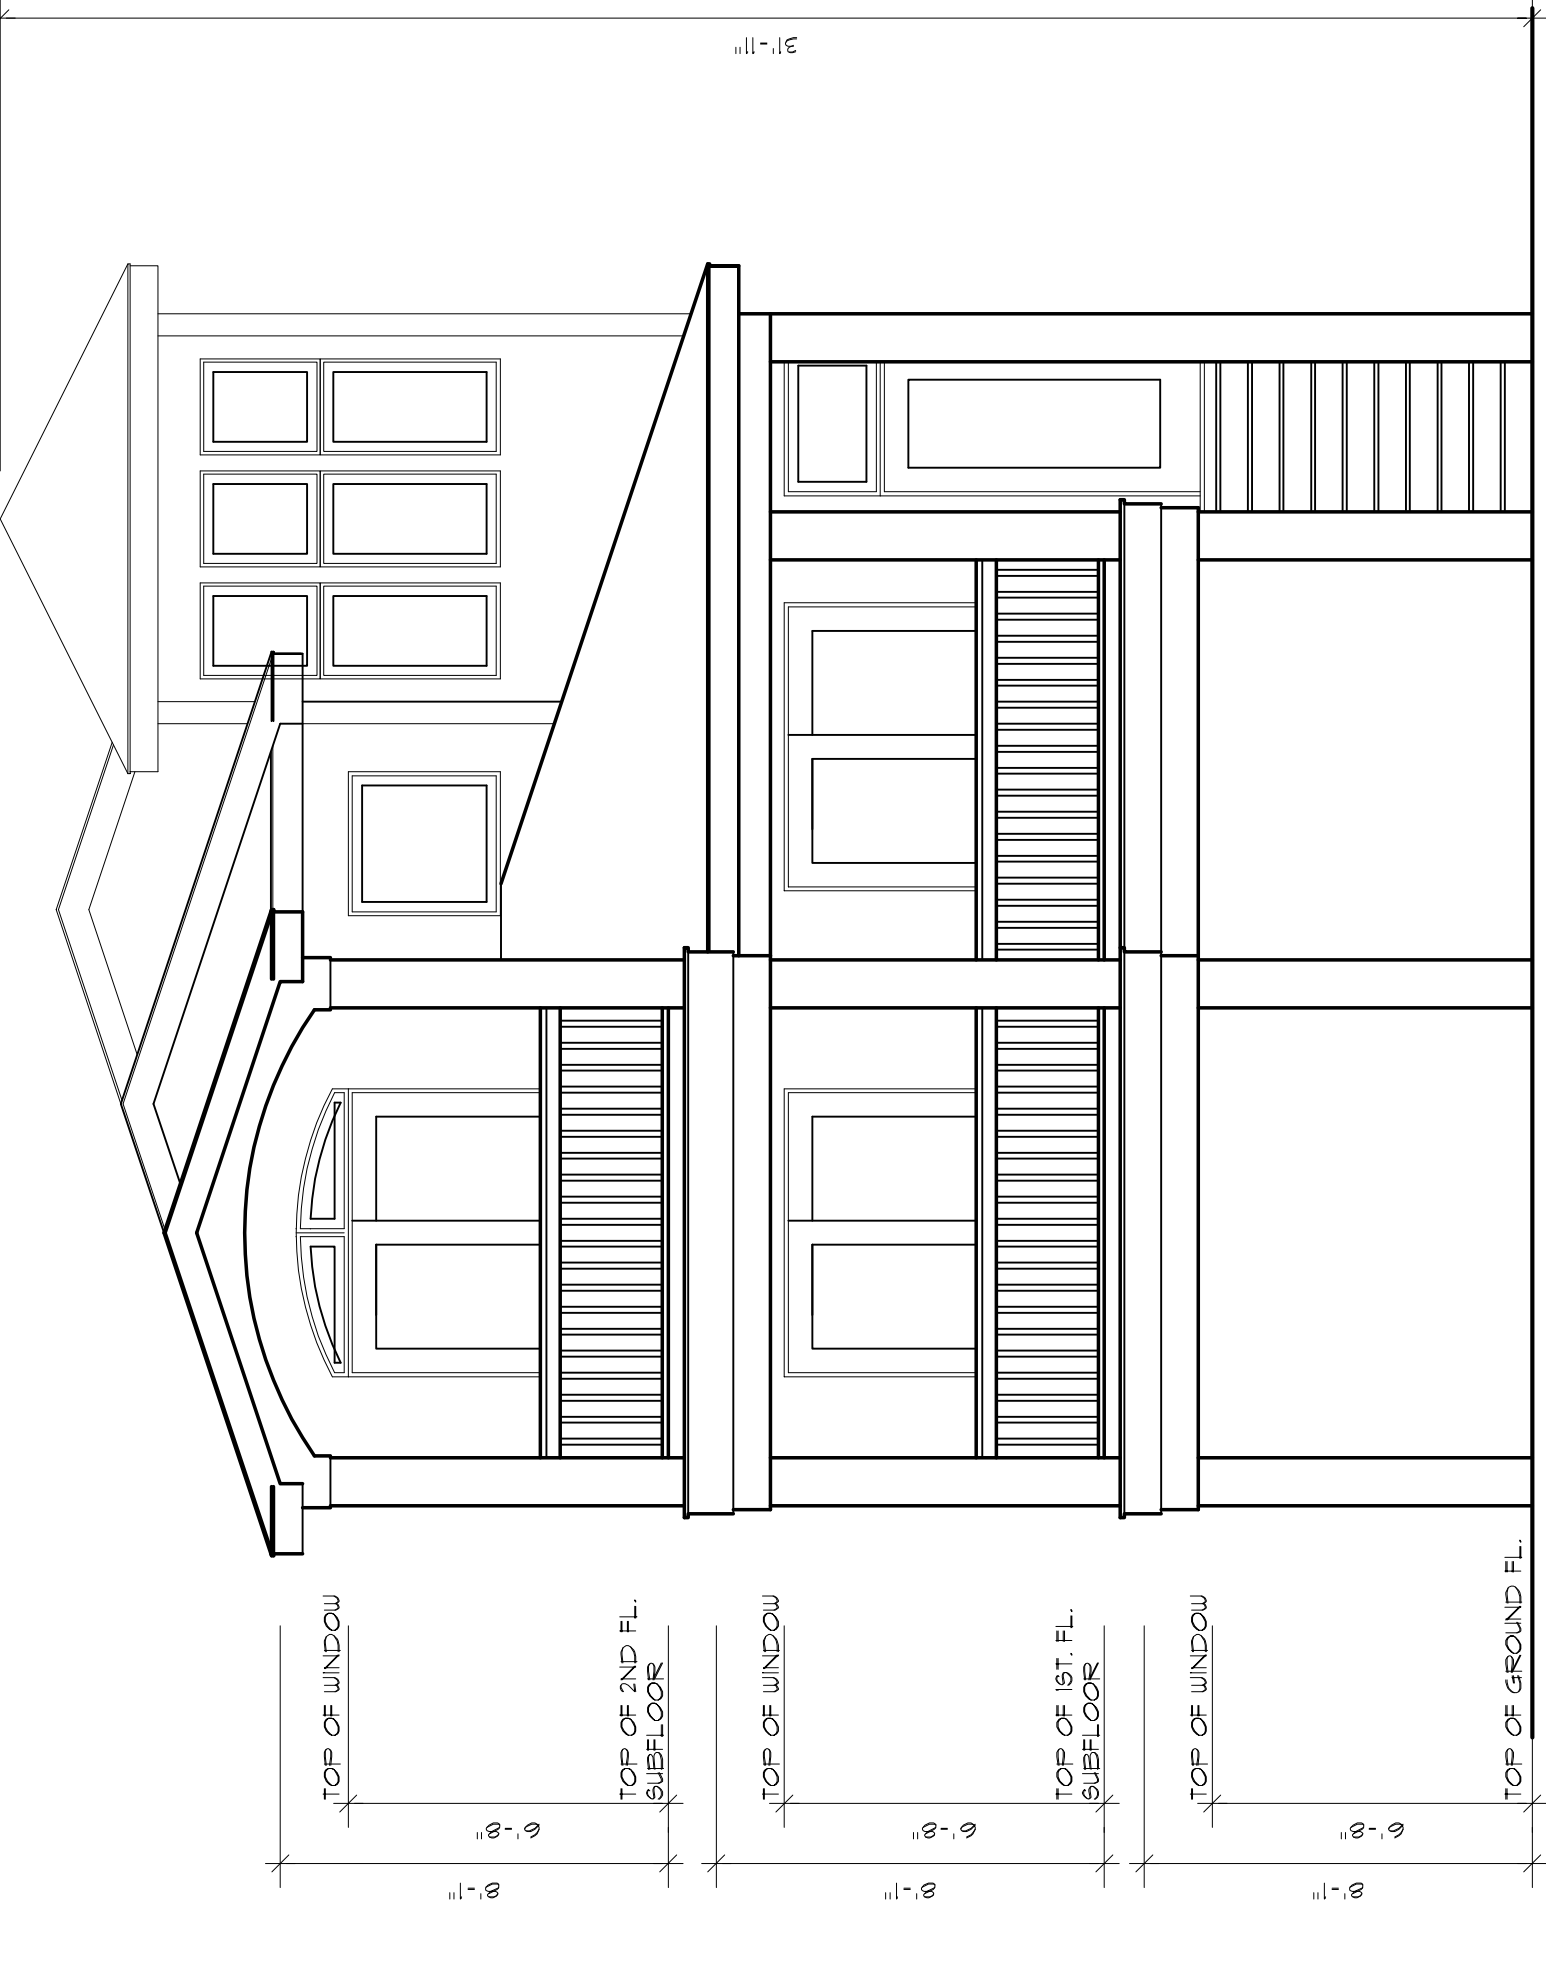 31'-11"
TOP OF WINDOW
TOP OF 2ND FL.
SUBFLOOR
6'-8"
8'-1"
TOP OF WINDOW
TOP OF 1ST. FL.
SUBFLOOR
6'-8"
8'-1"
TOP OF WINDOW
TOP OF GROUND FL.
6'-8"
8'-1"